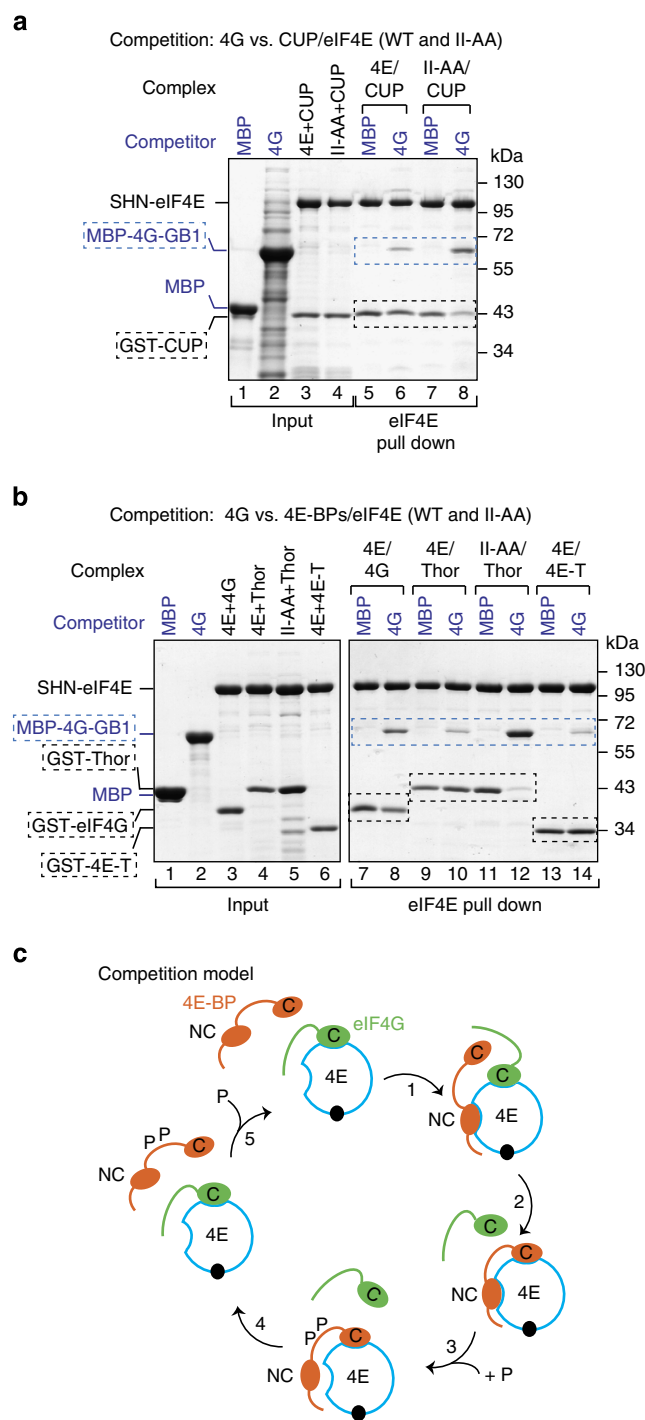 a
Competition: 4G vs. CUP/eIF4E (WT and II-AA)
Complex
4E+CUP
II-AA+CUP
4E/
CUP
II-AA/
CUP
Competitor
MBP
4G
MBP
4G
MBP
4G
kDa
SHN-eIF4E
MBP-4G-GB1
MBP
GST-CUP
130
95
72
55
43
34
1 2 3 4 5 6 7 8
Input
eIF4E
pull down
b
Competition: 4G vs. 4E-BPs/eIF4E (WT and II-AA)
Complex
4E+4G
4E+Thor
II-AA+Thor
4E+4E-T
4E/
4G
4E/
Thor
II-AA/
Thor
4E/
4E-T
Competitor
MBP
4G
MBP
4G
MBP
4G
MBP
4G
MBP
4G
kDa
SHN-eIF4E
MBP-4G-GB1
GST-Thor
MBP
GST-eIF4G
GST-4E-T
130
95
72
55
43
34
1 2 3 4 5 6 7 8 9 10 11 12 13 14
Input
eIF4E pull down
c
Competition model
4E-BP
C
NC
eIF4G
C
4E
1
C
C
NC
4E
2
C
C
NC
4E
3
+ P
C
P
P
C
NC
4E
4
P
P
C
NC
C
4E
P
5